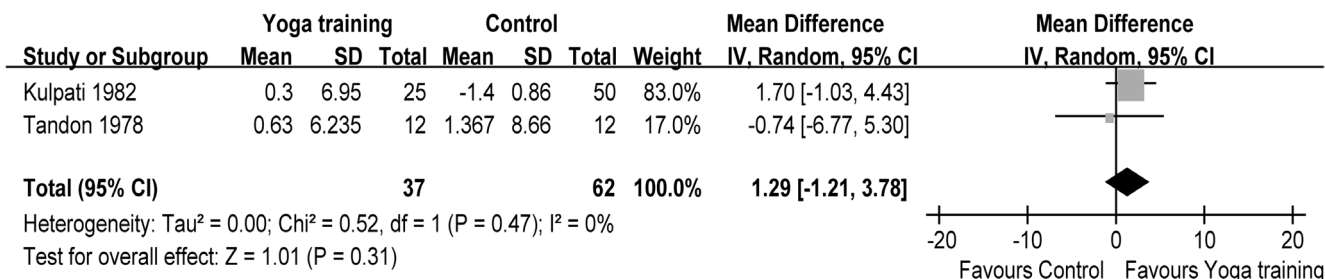 Yoga training Control Mean Difference Mean Difference
Study or Subgroup Mean SD Total Mean SD Total Weight IV, Random, 95% CI IV, Random, 95% CI
Kulpati 1982 0.3 6.95 25 -1.4 0.86 50 83.0% 1.70 [-1.03, 4.43]
Tandon 1978 0.63 6.235 12 1.367 8.66 12 17.0% -0.74 [-6.77, 5.30]
Total (95% CI) 37 62 100.0% 1.29 [-1.21, 3.78]
Heterogeneity: Tau² = 0.00; Chi² = 0.52, df = 1 (P = 0.47); I² = 0%
Test for overall effect: Z = 1.01 (P = 0.31)
-20 -10 0 10 20
Favours Control Favours Yoga training